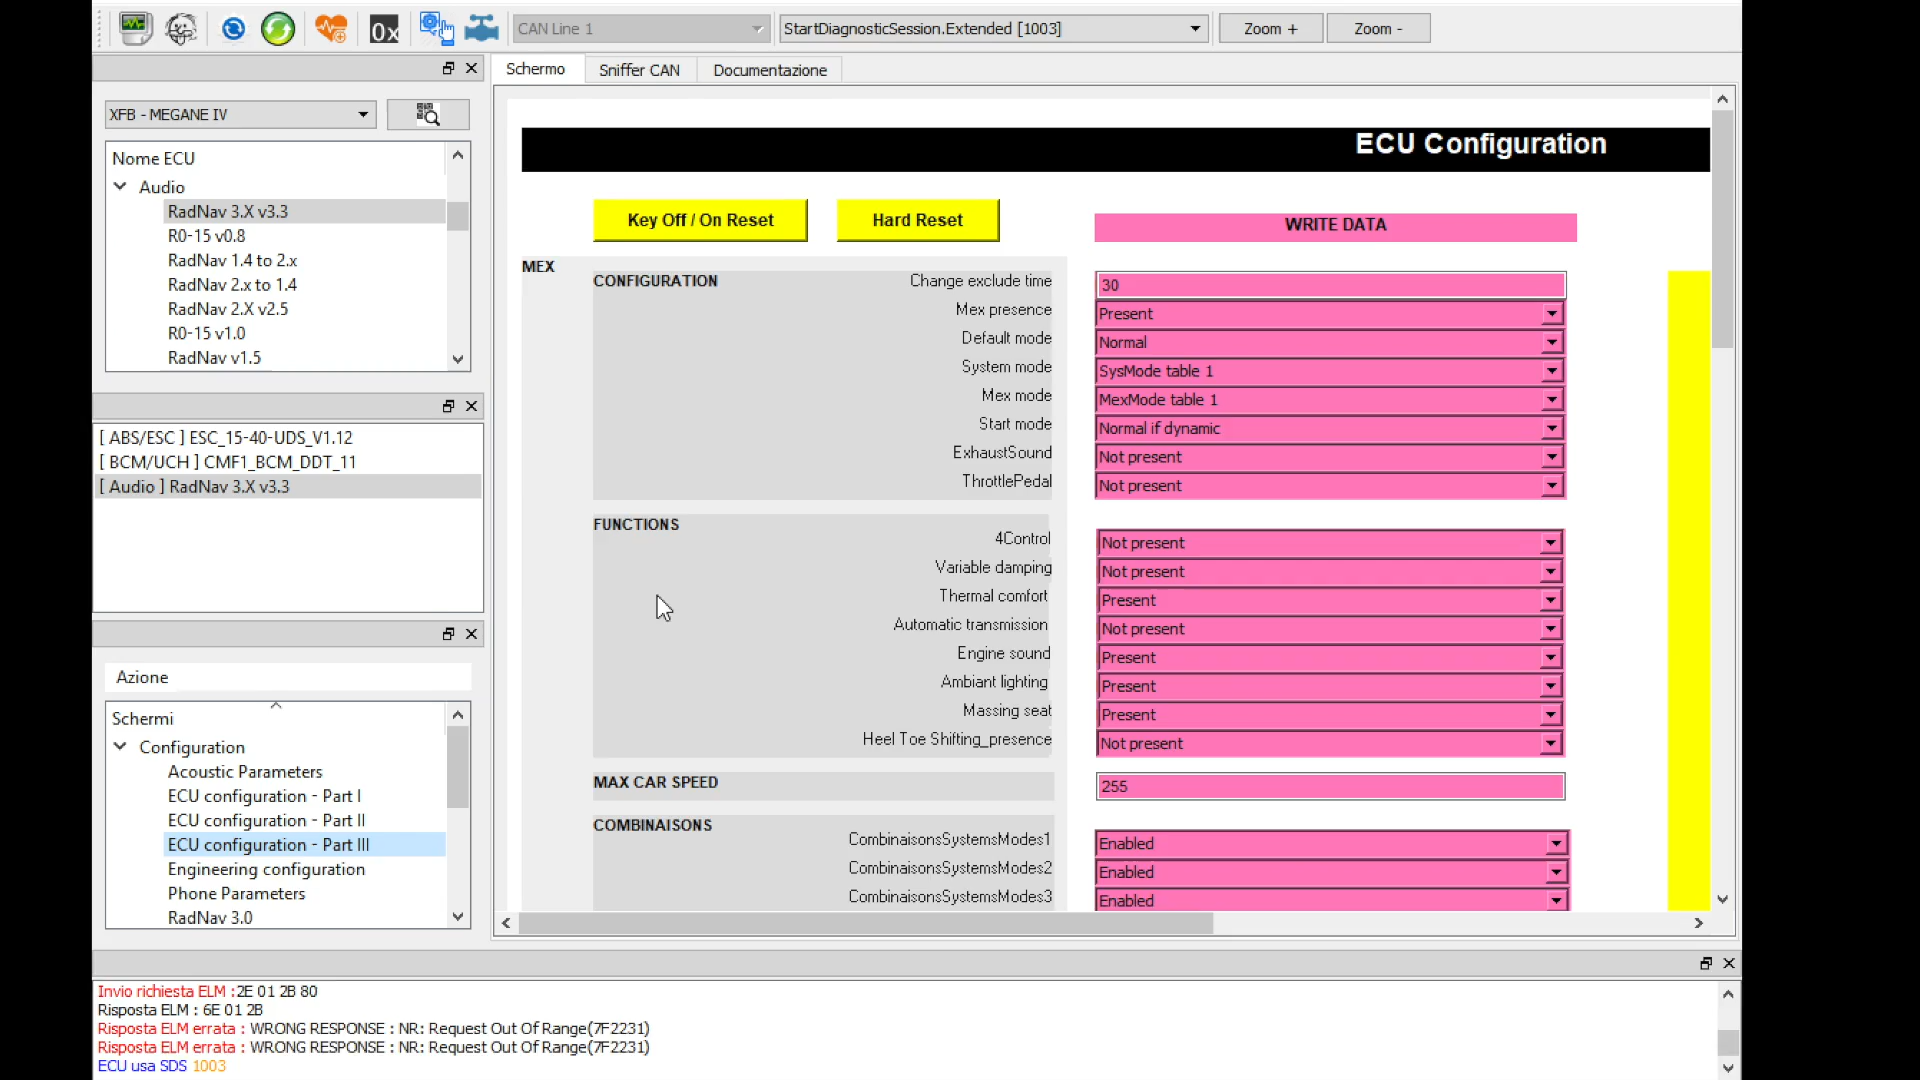 0x
CAN Line 1
StartDiagnosticSession.Extended [1003]
Zoom +
Zoom -
Schermo
Sniffer CAN
Documentazione
XFB - MEGANE IV
Nome ECU
Audio
RadNav 3.X v3.3
R0-15 v0.8
RadNav 1.4 to 2.x
RadNav 2.x to 1.4
RadNav 2.X v2.5
R0-15 v1.0
RadNav v1.5
[ ABS/ESC ] ESC_15-40-UDS_V1.12
[ BCM/UCH ] CMF1_BCM_DDT_11
[ Audio ] RadNav 3.X v3.3
Azione
Schermi
Configuration
Acoustic Parameters
ECU configuration - Part I
ECU configuration - Part II
ECU configuration - Part III
Engineering configuration
Phone Parameters
RadNav 3.0
ECU Configuration
Key Off / On Reset
Hard Reset
WRITE DATA
MEX
CONFIGURATION
Change exclude time
30
Mex presence
Present
Default mode
Normal
System mode
SysMode table 1
Mex mode
MexMode table 1
Start mode
Normal if dynamic
ExhaustSound
Not present
ThrottlePedal
Not present
FUNCTIONS
4Control
Not present
Variable damping
Not present
Thermal comfort
Present
Automatic transmission
Not present
Engine sound
Present
Ambiant lighting
Present
Massing seat
Present
Heel Toe Shifting_presence
Not present
MAX CAR SPEED
255
COMBINAISONS
CombinaisonsSystemsModes1
Enabled
CombinaisonsSystemsModes2
Enabled
CombinaisonsSystemsModes3
Enabled
Invio richiesta ELM :2E 01 2B 80
Risposta ELM : 6E 01 2B
Risposta ELM errata : WRONG RESPONSE : NR: Request Out Of Range(7F2231)
Risposta ELM errata : WRONG RESPONSE : NR: Request Out Of Range(7F2231)
ECU usa SDS 1003